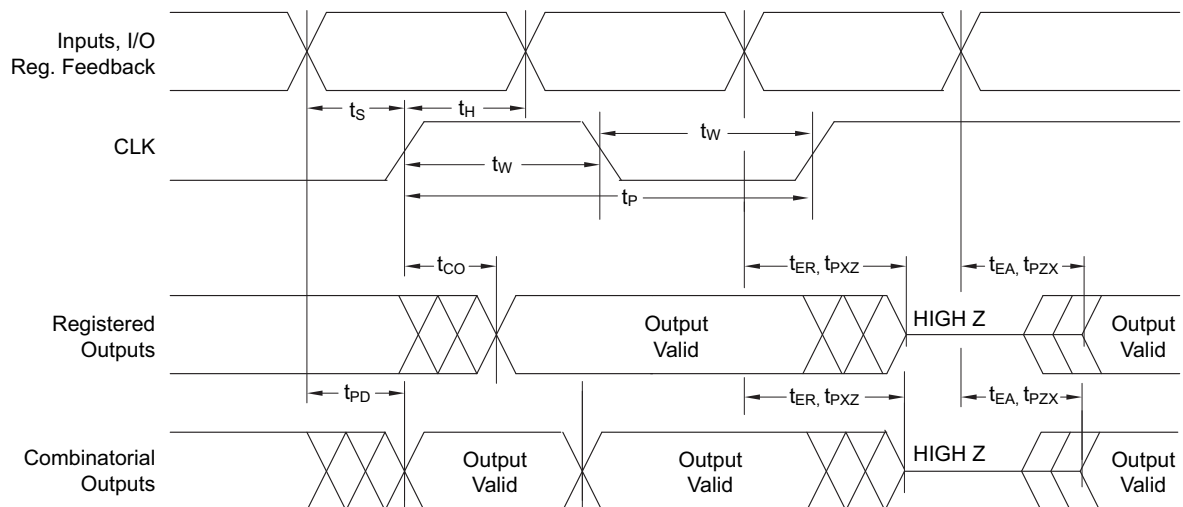 Inputs, I/O
Reg. Feedback
tS
tH
CLK
tW
tW
tP
tCO
tER, tPXZ
tEA, tPZX
Registered
Outputs
Output
Valid
HIGH Z
Output
Valid
tPD
tER, tPXZ
tEA, tPZX
Combinatorial
Outputs
Output
Valid
Output
Valid
HIGH Z
Output
Valid